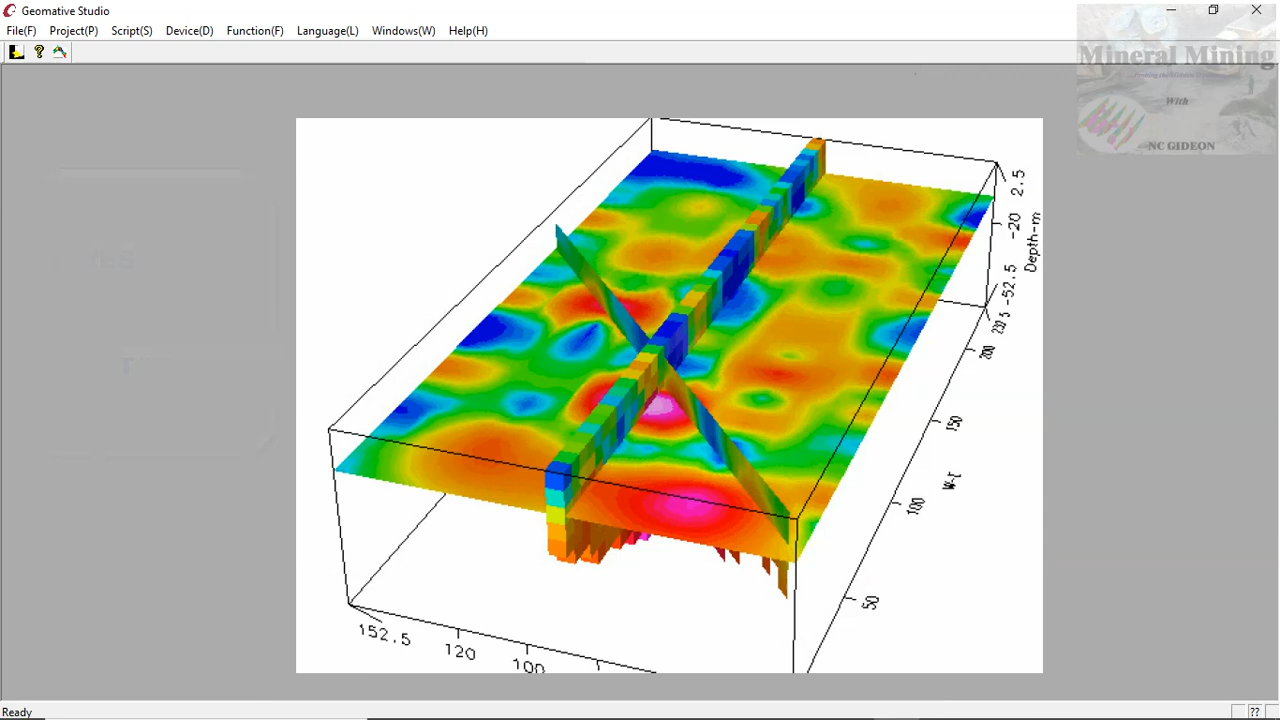 Geomative Studio
File(F) Project(P) Script(S) Device(D) Function(F) Language(L) Windows(W) Help(H)
Mineral Mining
With
NC GIDEON
2.5
-20
-52.5
Depth-m
200
150
100
50
152.5
120
100
Ready
??